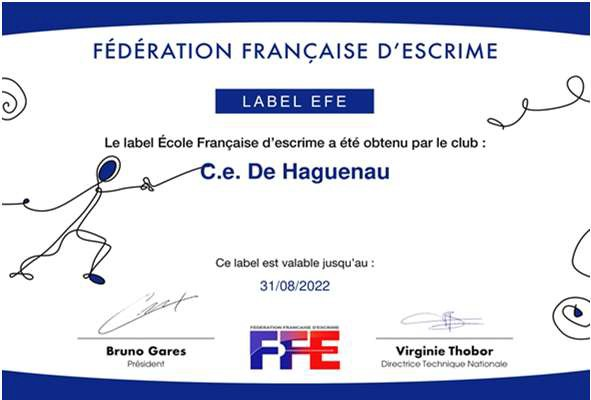 FÉDÉRATION FRANÇAISE D'ESCRIME
LABEL EFE
Le label École Française d'escrime a été obtenu par le club :
C.e. De Haguenau
Ce label est valable jusqu'au :
31/08/2022
Bruno Gares
Président
FÉDÉRATION FRANÇAISE D'ESCRIME
FFE
Virginie Thobor
Directrice Technique Nationale